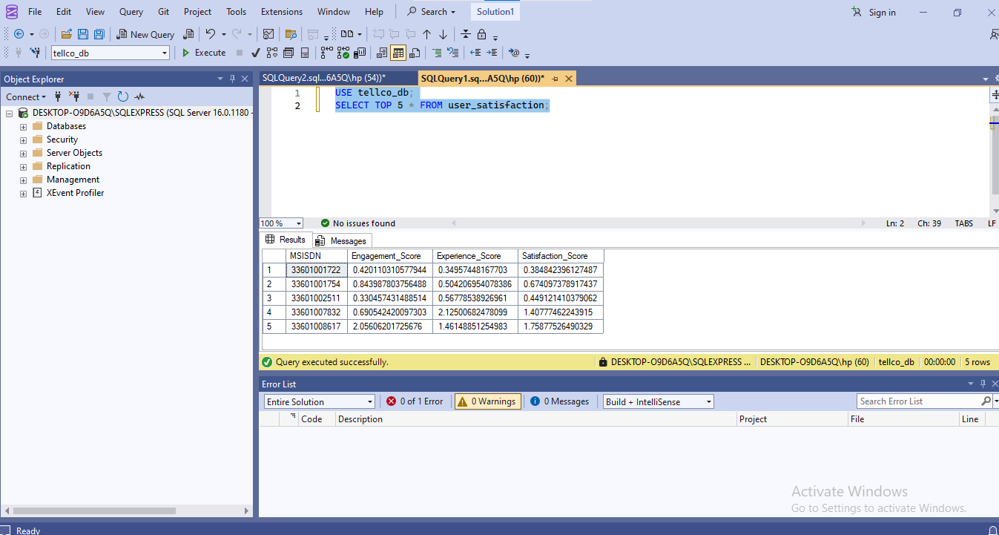 File Edit View Query Git Project Tools Extensions Window Help Search Solution1 Sign in
New Query
tellco_db Execute
Object Explorer
Connect
DESKTOP-O9D6A5Q\SQLEXPRESS (SQL Server 16.0.1180 -
Databases
Security
Server Objects
Replication
Management
XEvent Profiler
SQLQuery2.sql...6A5Q\hp (54))* SQLQuery1.sq...A5Q\hp (60))*
1 USE tellco_db;
2 SELECT TOP 5 * FROM user_satisfaction;
100 % No issues found Ln: 2 Ch: 39 TABS LF
Results Messages
MSISDN Engagement_Score Experience_Score Satisfaction_Score
1 33601001722 0.420110310577944 0.34957448167703 0.384842396127487
2 33601001754 0.843987803756488 0.504206954078386 0.674097378917437
3 33601002511 0.330457431488514 0.56778538926961 0.449121410379062
4 33601007832 0.690542420097303 2.12500682478099 1.40777462243915
5 33601008617 2.05606201725676 1.46148851254983 1.75877526490329
Query executed successfully. DESKTOP-O9D6A5Q\SQLEXPRESS ... DESKTOP-O9D6A5Q\hp (60) tellco_db 00:00:00 5 rows
Error List
Entire Solution 0 of 1 Error 0 Warnings 0 Messages Build + IntelliSense Search Error List
Code Description Project File Line
Activate Windows
Go to Settings to activate Windows.
Ready